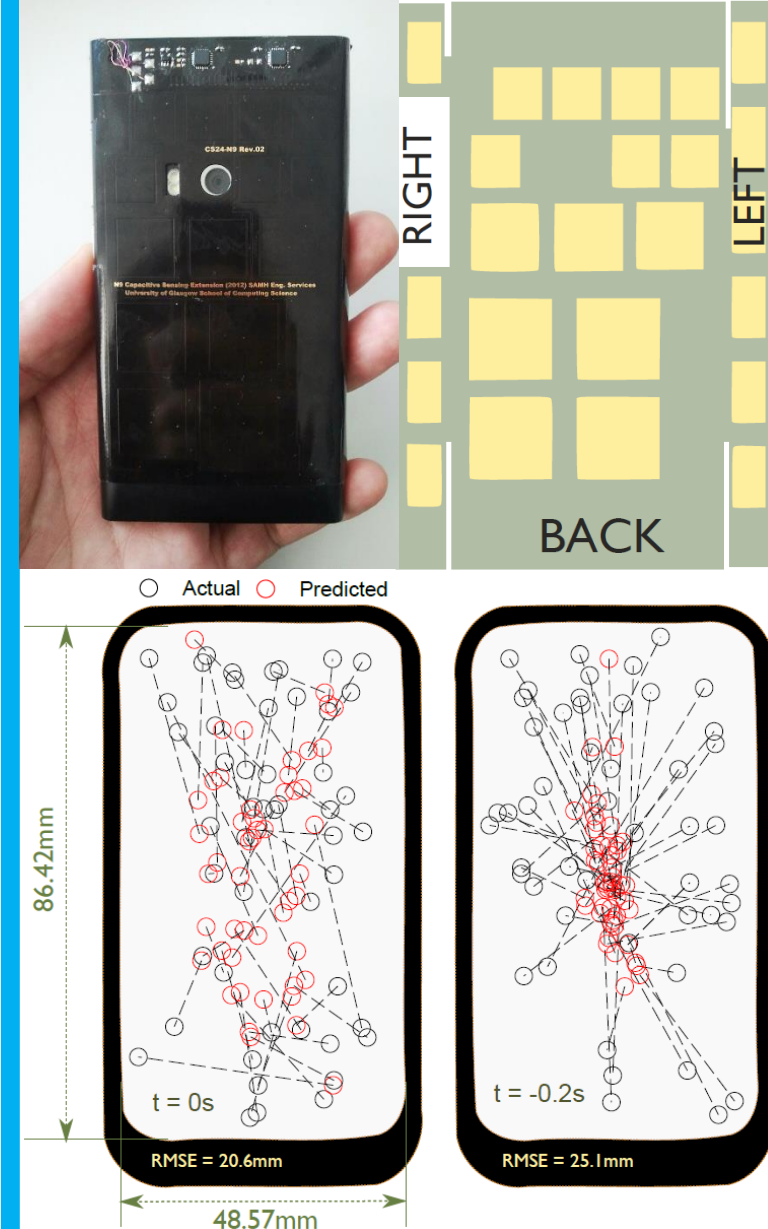 CS24-N9 Rev.02
N9 Capacitive Sensing Extension (2012) SAMH Eng. Services
University of Glasgow School of Computing Science
RIGHT
LEFT
BACK
Actual
Predicted
86.42mm
t = 0s
t = -0.2s
RMSE = 20.6mm
RMSE = 25.1mm
48.57mm